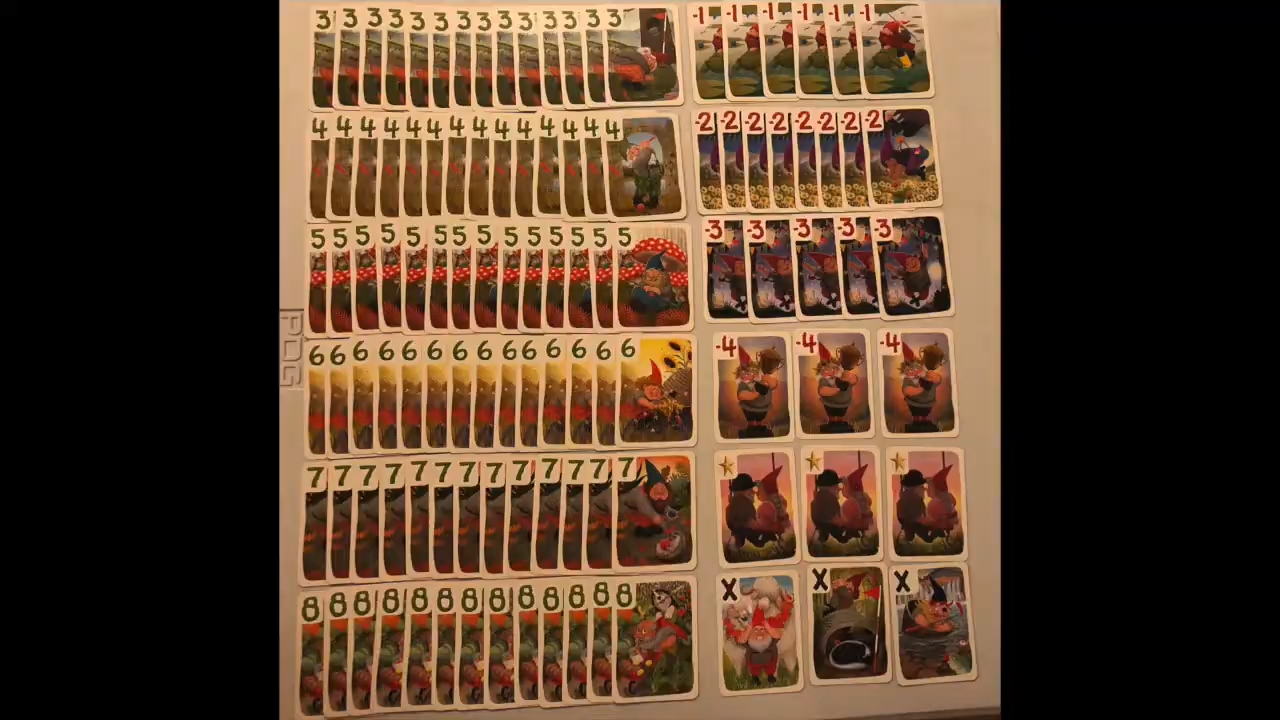 3 3 3 3 3 3 3 3 3 3 3 3 3 3 -1 -1 -1 -1 -1 -1
4 4 4 4 4 4 4 4 4 4 4 4 4 4 -2 -2 -2 -2 -2 -2 -2 -2
5 5 5 5 5 5 5 5 5 5 5 5 5 5 -3 -3 -3 -3 -3
PDG
6 6 6 6 6 6 6 6 6 6 6 6 6 6 -4 -4 -4
7 7 7 7 7 7 7 7 7 7 7 7 7
8 8 8 8 8 8 8 8 8 8 8 8 8 X X X